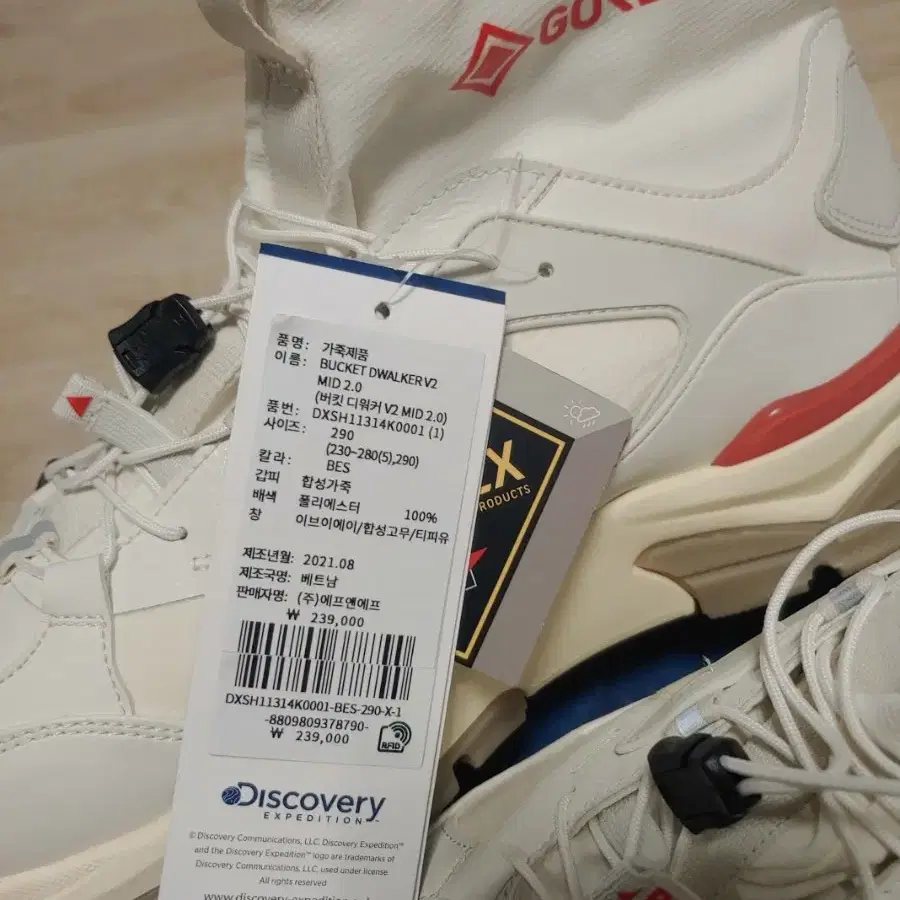 품명: 가죽제품
이름: BUCKET DWALKER V2
MID 2.0
(버킷 디워커 V2 MID 2.0)
품번: DXSH11314K0001 (1)
사이즈: 290
(230~280(5),290)
칼라: BES
갑피 합성가죽
배색 폴리에스터 100%
창 이브이에이/합성고무/티피유
제조년월: 2021.08
제조국명: 베트남
판매자명: (주)에프앤에프
₩ 239,000
DXSH11314K0001-BES-290-X-1
-8809809378790-
₩ 239,000
RFID
Discovery
EXPEDITION™
© Discovery Communications, LLC. Discovery Expedition™
and the Discovery Expedition™ logo are trademarks of
Discovery Communications, LLC, used under license.
All rights reserved
PRODUCTS